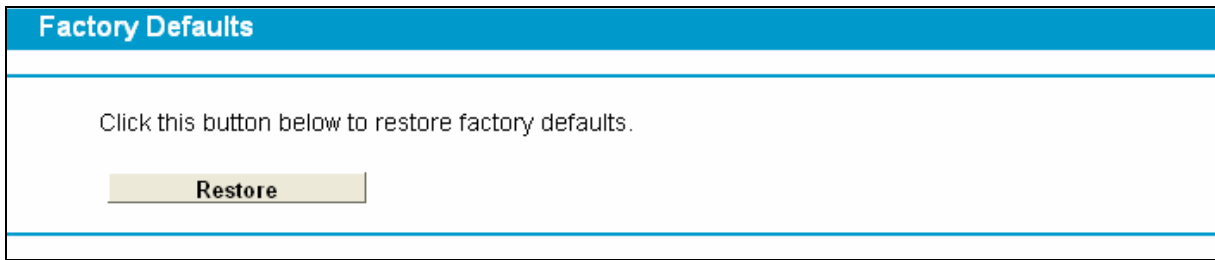 Factory Defaults
Click this button below to restore factory defaults.
Restore